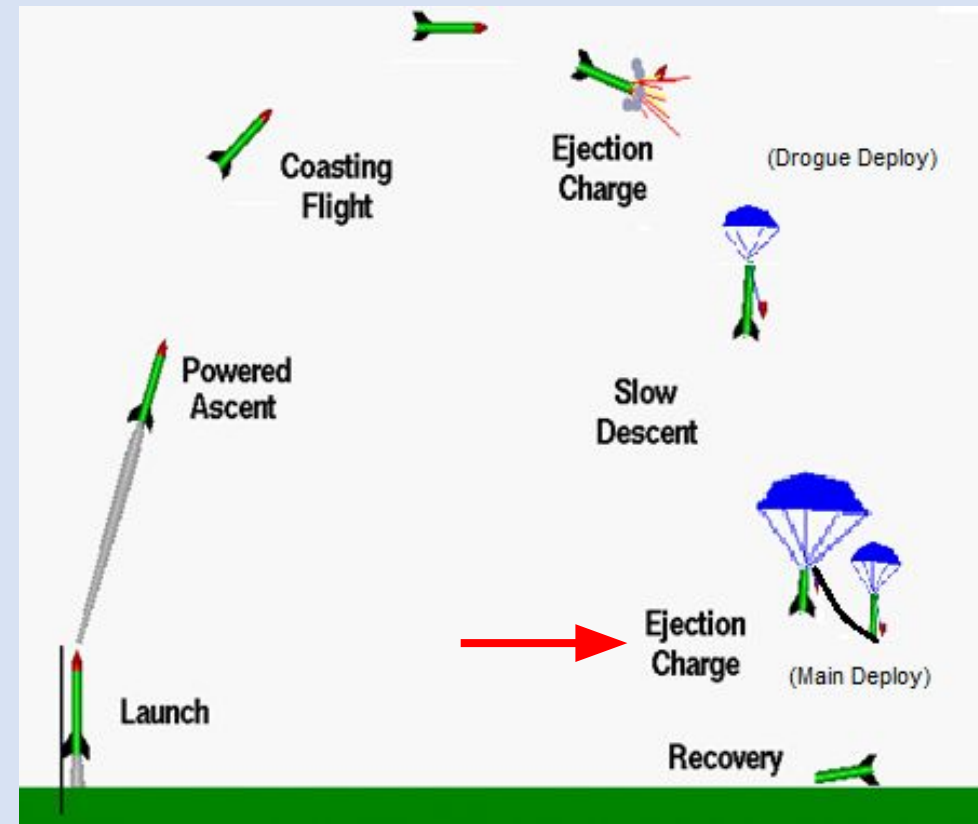 Ejection
Charge
(Drogue Deploy)
Coasting
Flight
Powered
Ascent
Slow
Descent
Ejection
Charge
(Main Deploy)
Launch
Recovery